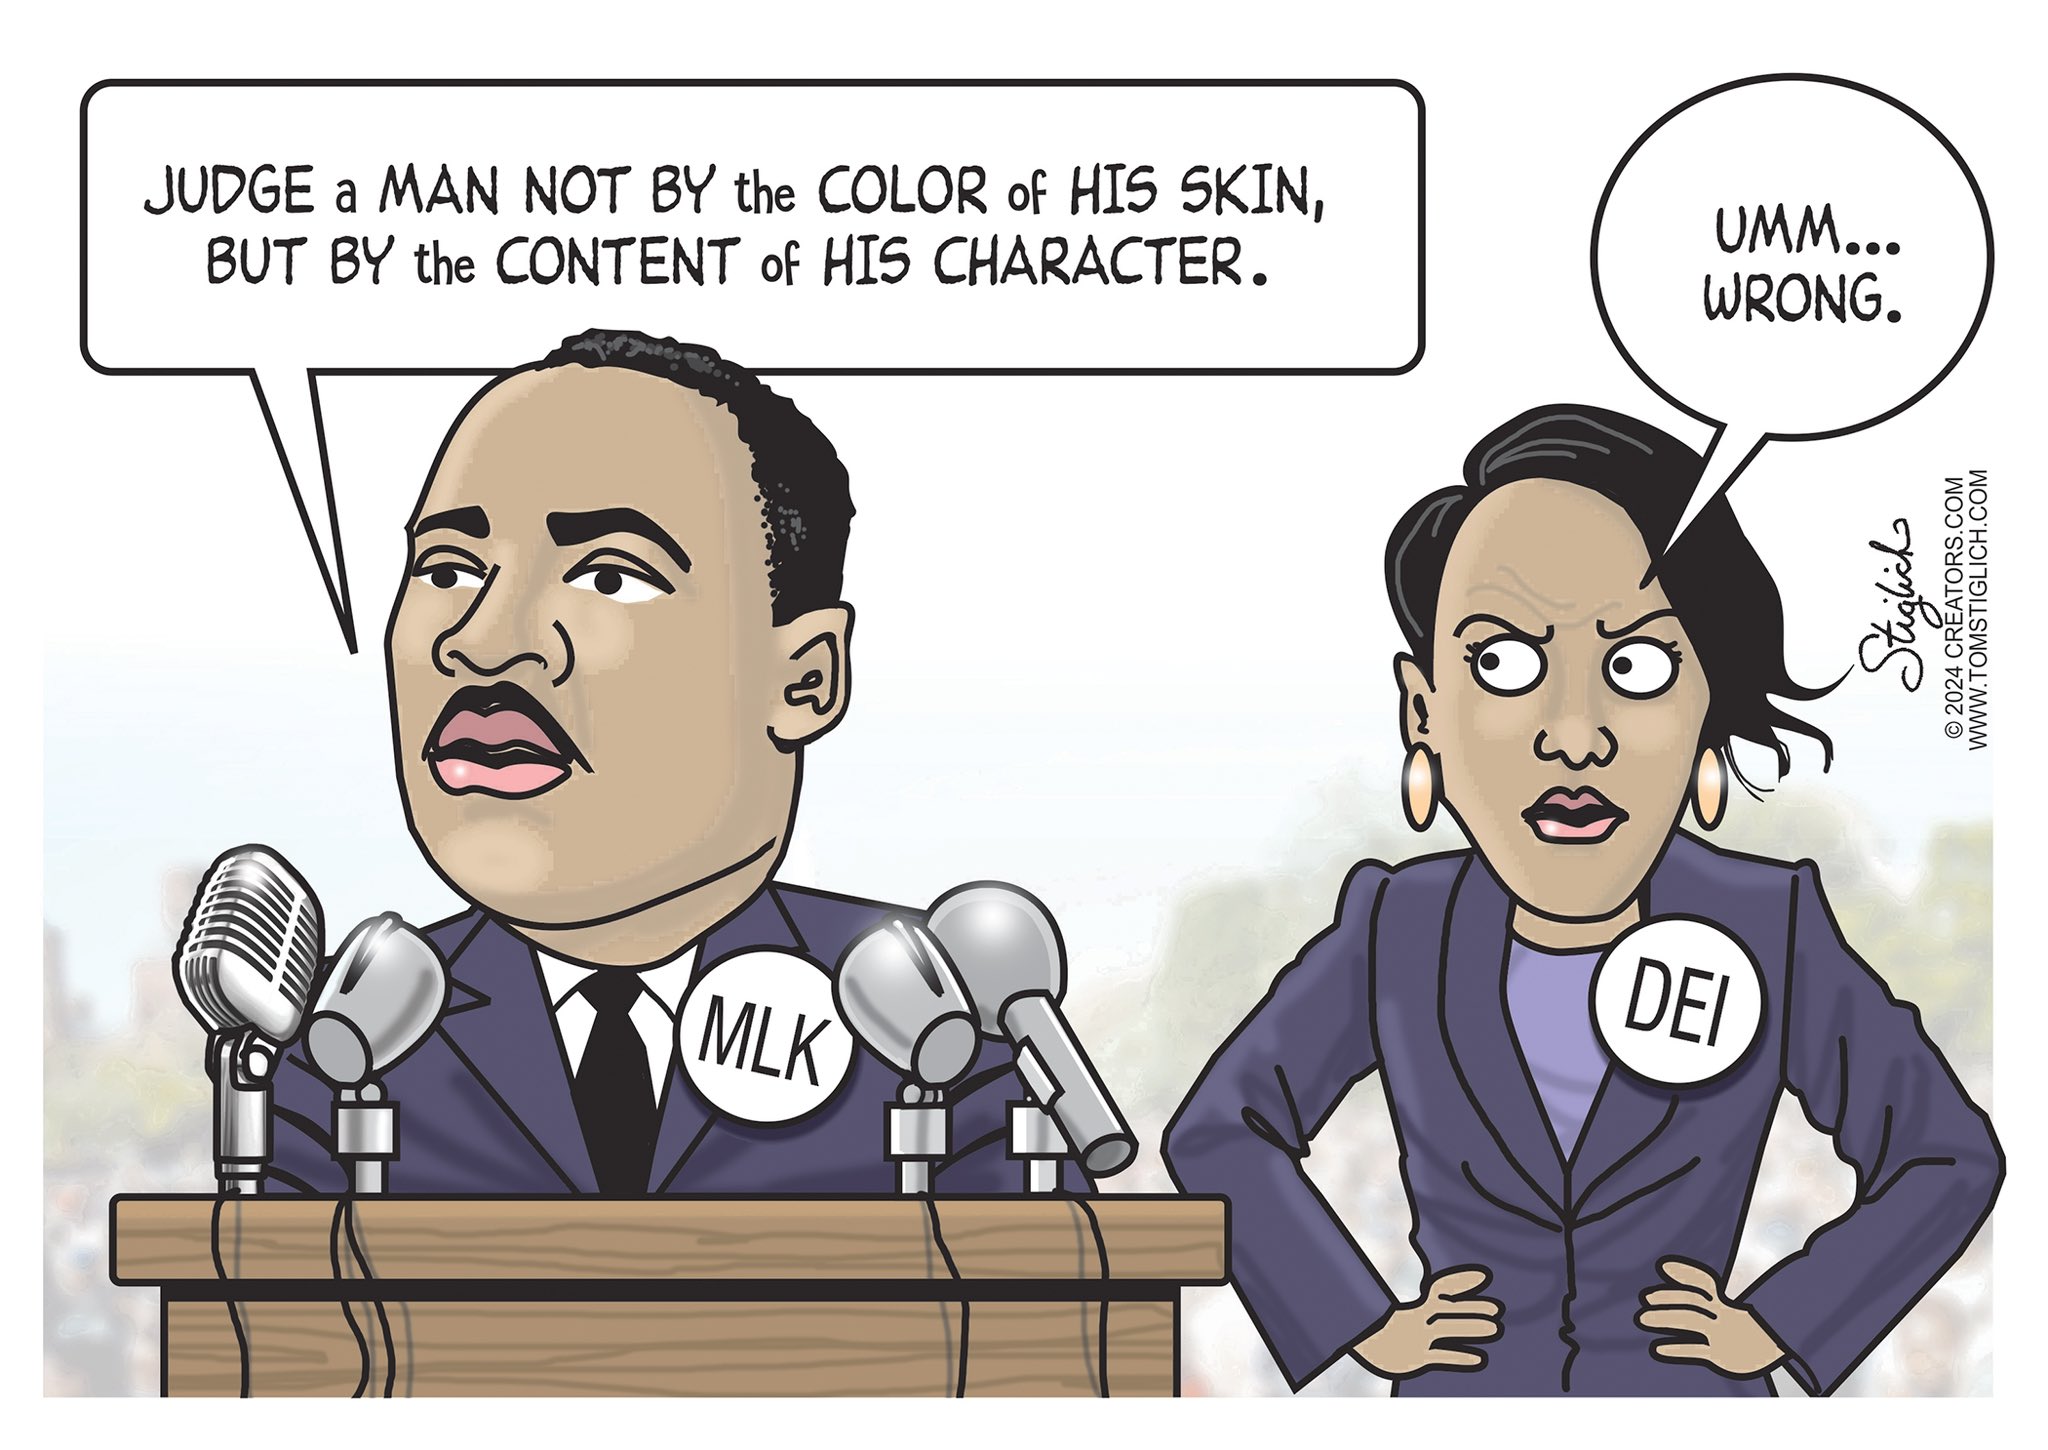 JUDGE a MAN NOT BY the COLOR of HIS SKIN,
BUT BY the CONTENT of HIS CHARACTER.
UMM...
WRONG.
Stiglich
© 2024 CREATORS.COM
WWW.TOMSTIGLICH.COM
MLK
DEI